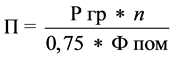 П = Р гр * п
0,75 * Ф пом